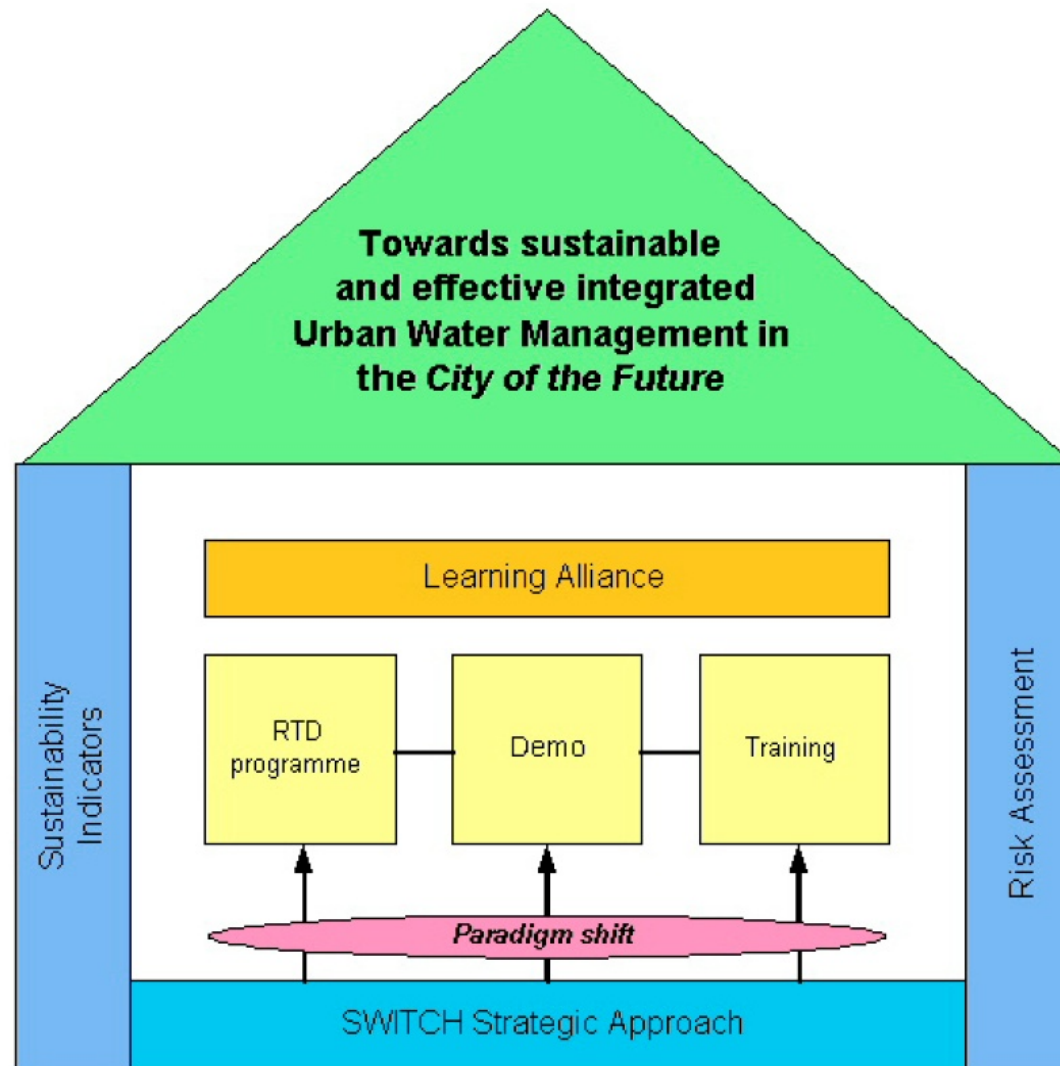 Towards sustainable
and effective integrated
Urban Water Management in
the City of the Future
Learning Alliance
Sustainability
Indicators
RTD
programme
Demo
Training
Risk Assessment
Paradigm shift
SWITCH Strategic Approach